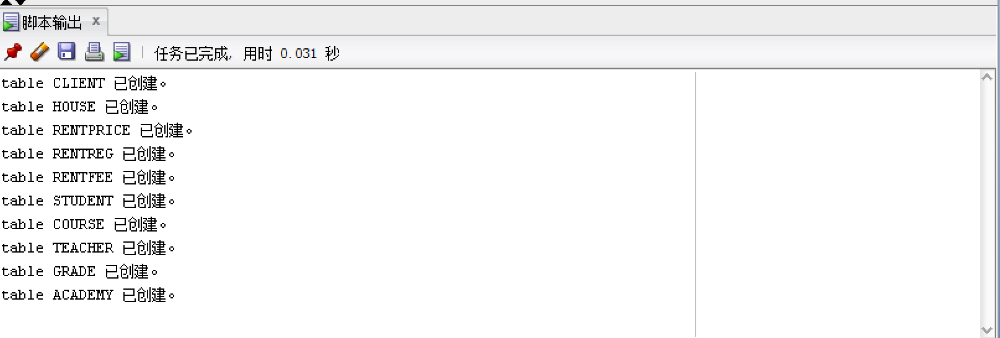 脚本输出
任务已完成, 用时 0.031 秒
table CLIENT 已创建。
table HOUSE 已创建。
table RENTPRICE 已创建。
table RENTREG 已创建。
table RENTFEE 已创建。
table STUDENT 已创建。
table COURSE 已创建。
table TEACHER 已创建。
table GRADE 已创建。
table ACADEMY 已创建。